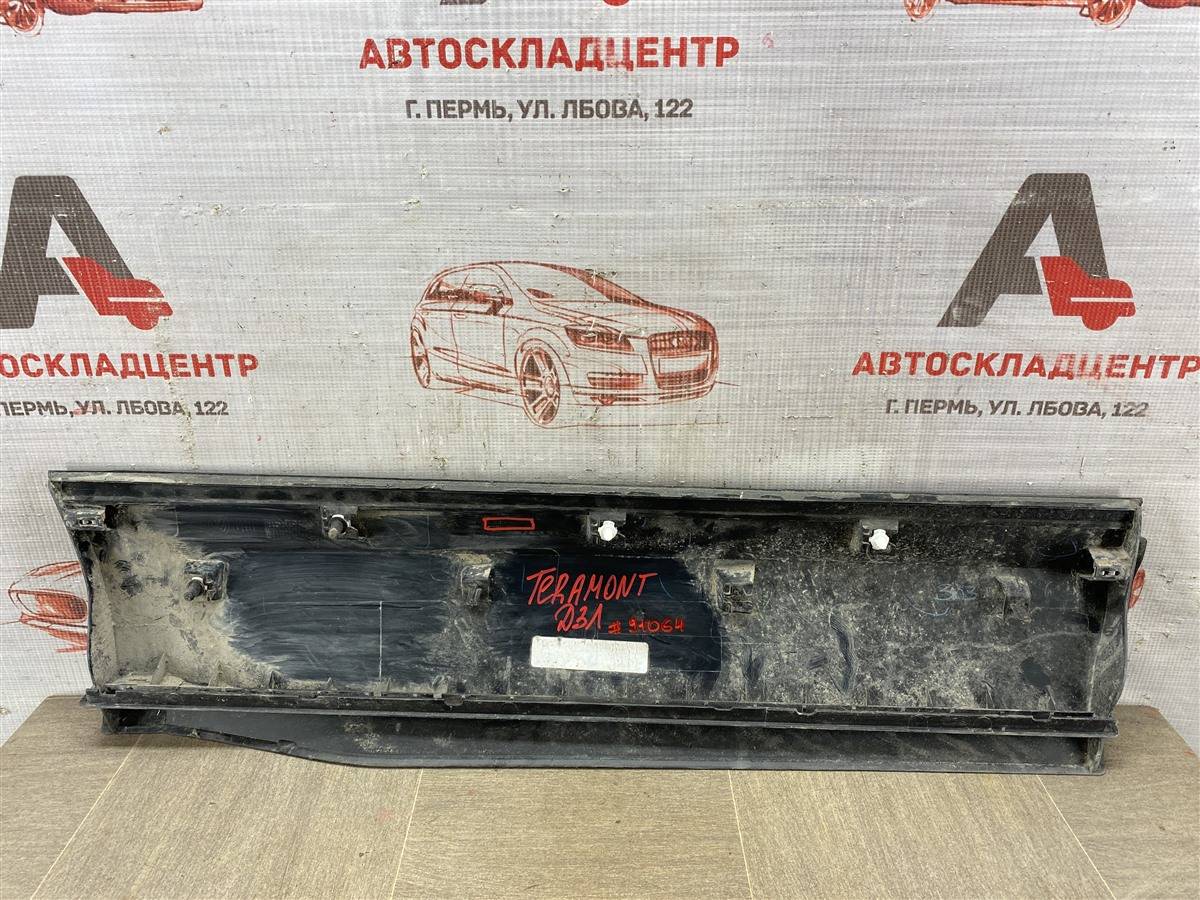 АВТОСКЛАДЦЕНТР
Г. ПЕРМЬ, УЛ. ЛБОВА, 122
АВТОСКЛАДЦЕНТР
ПЕРМЬ, УЛ. ЛБОВА, 122
АВТОСКЛАДЦЕНТР
Г. ПЕРМЬ, УЛ. ЛБОВА, 122
TERAMONT
ДЗЛ #91064